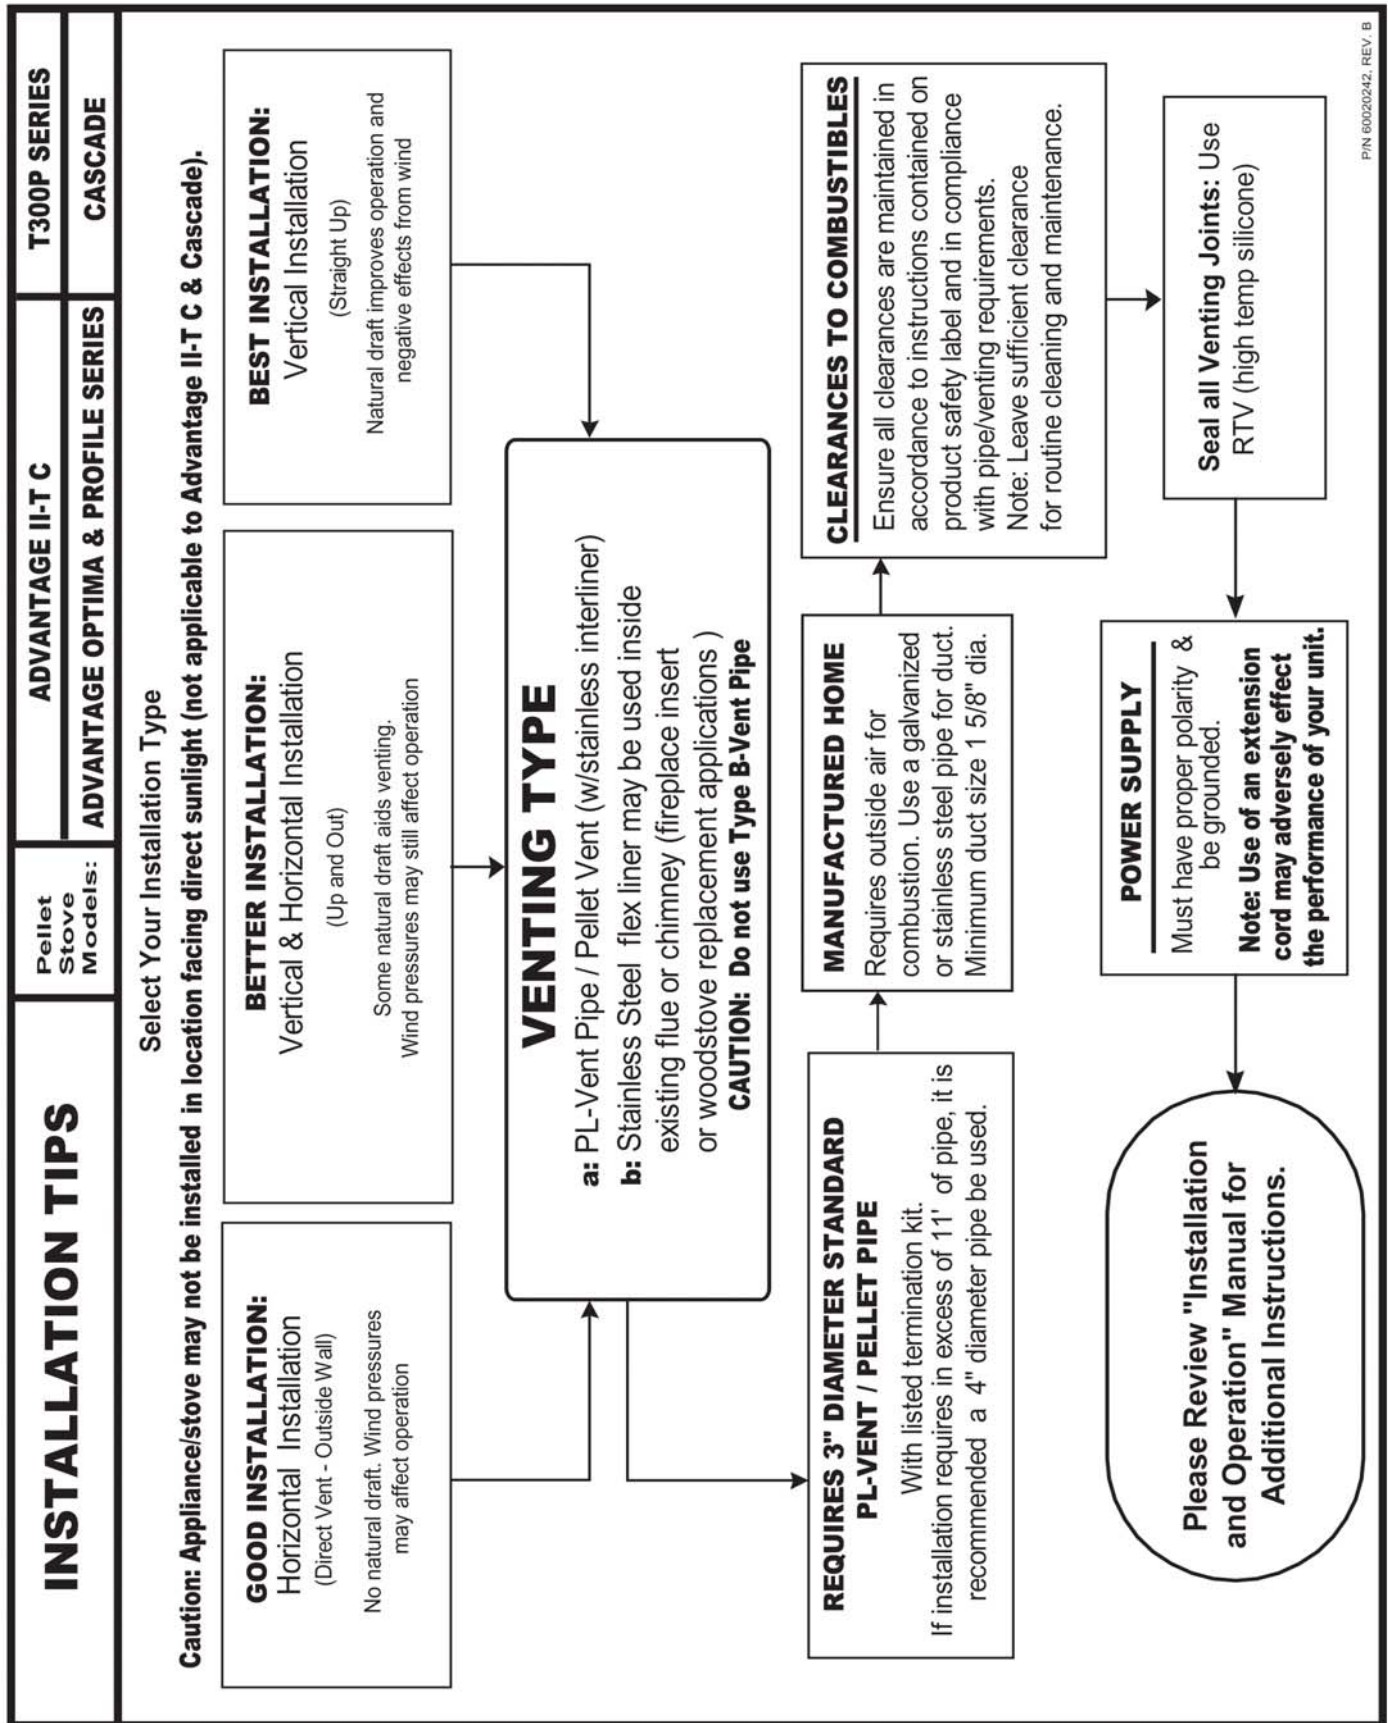 INSTALLATION TIPS
Pellet
Stove
Models:
ADVANTAGE II-T C
T300P SERIES
ADVANTAGE OPTIMA & PROFILE SERIES
CASCADE
Select Your Installation Type
Caution: Appliance/stove may not be installed in location facing direct sunlight (not applicable to Advantage II-T C & Cascade).
GOOD INSTALLATION:
Horizontal Installation
(Direct Vent - Outside Wall)
No natural draft. Wind pressures
may affect operation
BETTER INSTALLATION:
Vertical & Horizontal Installation
(Up and Out)
Some natural draft aids venting.
Wind pressures may still affect operation
BEST INSTALLATION:
Vertical Installation
(Straight Up)
Natural draft improves operation and
negative effects from wind
VENTING TYPE
a: PL-Vent Pipe / Pellet Vent (w/stainless interliner)
b: Stainless Steel flex liner may be used inside
existing flue or chimney (fireplace insert
or woodstove replacement applications )
CAUTION: Do not use Type B-Vent Pipe
REQUIRES 3" DIAMETER STANDARD
PL-VENT / PELLET PIPE
With listed termination kit.
If installation requires in excess of 11' of pipe, it is
recommended a 4" diameter pipe be used.
MANUFACTURED HOME
Requires outside air for
combustion. Use a galvanized
or stainless steel pipe for duct.
Minimum duct size 1 5/8" dia.
CLEARANCES TO COMBUSTIBLES
Ensure all clearances are maintained in
accordance to instructions contained on
product safety label and in compliance
with pipe/venting requirements.
Note: Leave sufficient clearance
for routine cleaning and maintenance.
Seal all Venting Joints: Use
RTV (high temp silicone)
POWER SUPPLY
Must have proper polarity &
be grounded.
Note: Use of an extension
cord may adversely effect
the performance of your unit.
Please Review "Installation
and Operation" Manual for
Additional Instructions.
P/N 60020242, REV. B